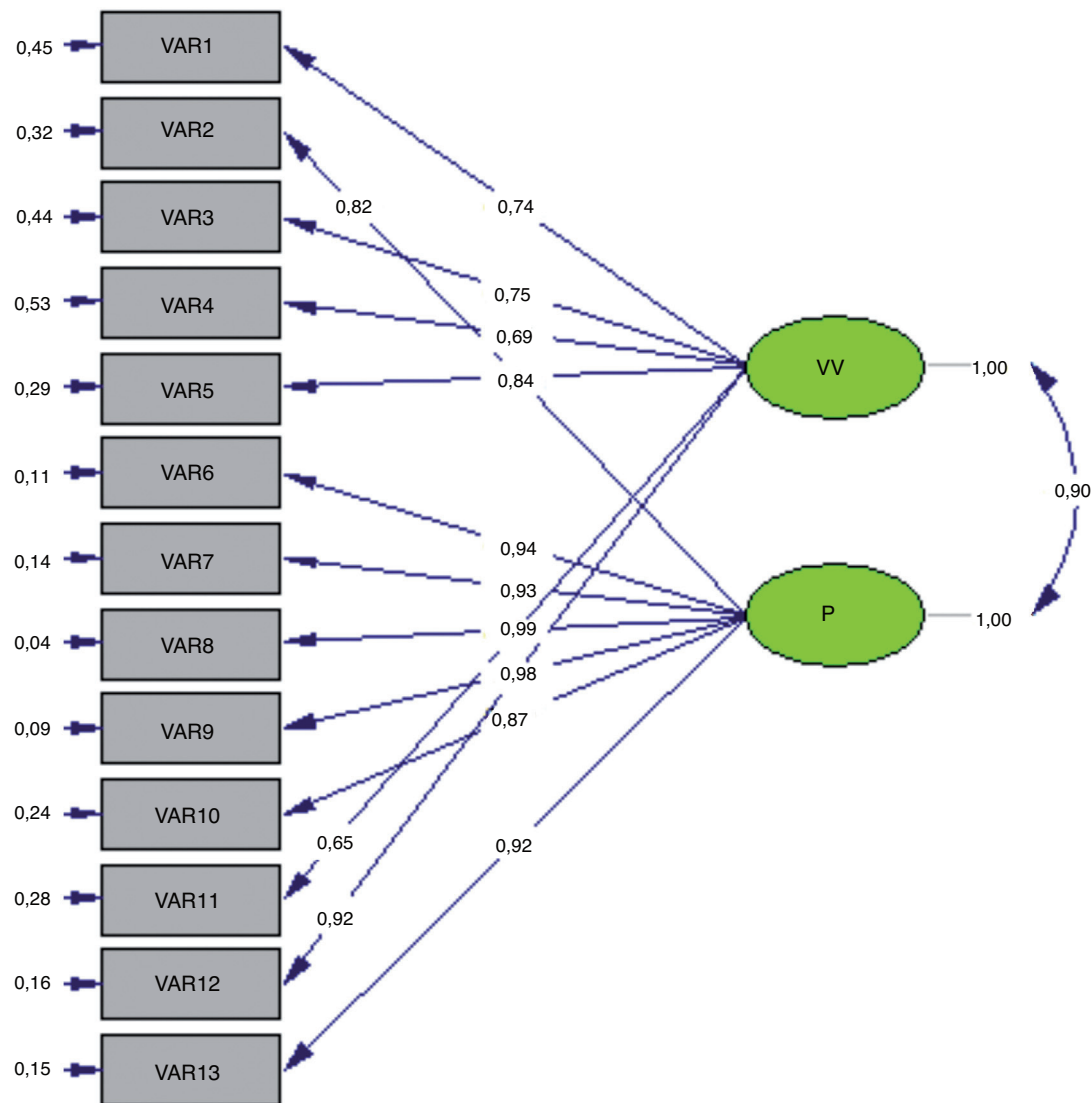 0,45 VAR1
0,32 VAR2
0,82 0,74
0,44 VAR3
0,75
0,53 VAR4
0,69
VV 1,00
0,29 VAR5 0,84
0,11 VAR6
0,90
0,94
0,14 VAR7
0,93
P 1,00
0,99
0,04 VAR8
0,98
0,87
0,09 VAR9
0,24 VAR10
0,65 0,92
0,28 VAR11
0,92
0,16 VAR12
0,15 VAR13